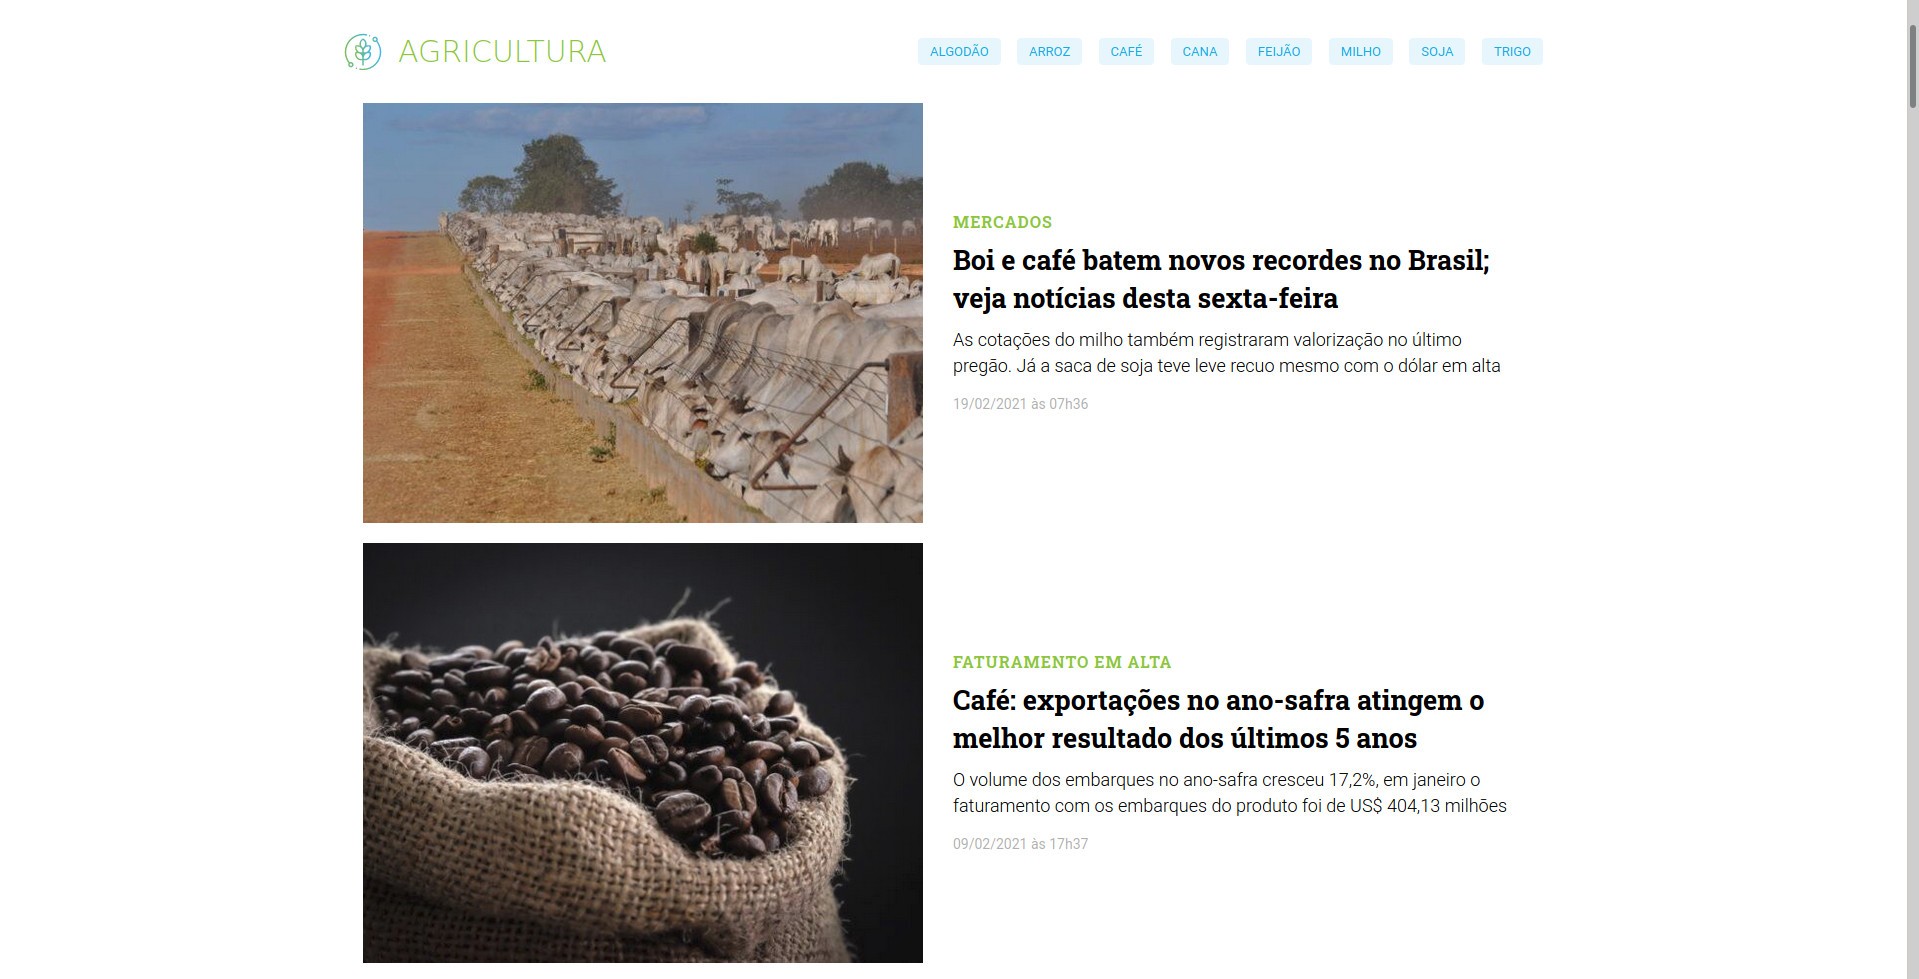 AGRICULTURA
ALGODÃO ARROZ CAFÉ CANA FEIJÃO MILHO SOJA TRIGO
MERCADOS
Boi e café batem novos recordes no Brasil;
veja notícias desta sexta-feira
As cotações do milho também registraram valorização no último
pregão. Já a saca de soja teve leve recuo mesmo com o dólar em alta
19/02/2021 às 07h36
FATURAMENTO EM ALTA
Café: exportações no ano-safra atingem o
melhor resultado dos últimos 5 anos
O volume dos embarques no ano-safra cresceu 17,2%, em janeiro o
faturamento com os embarques do produto foi de US$ 404,13 milhões
09/02/2021 às 17h37